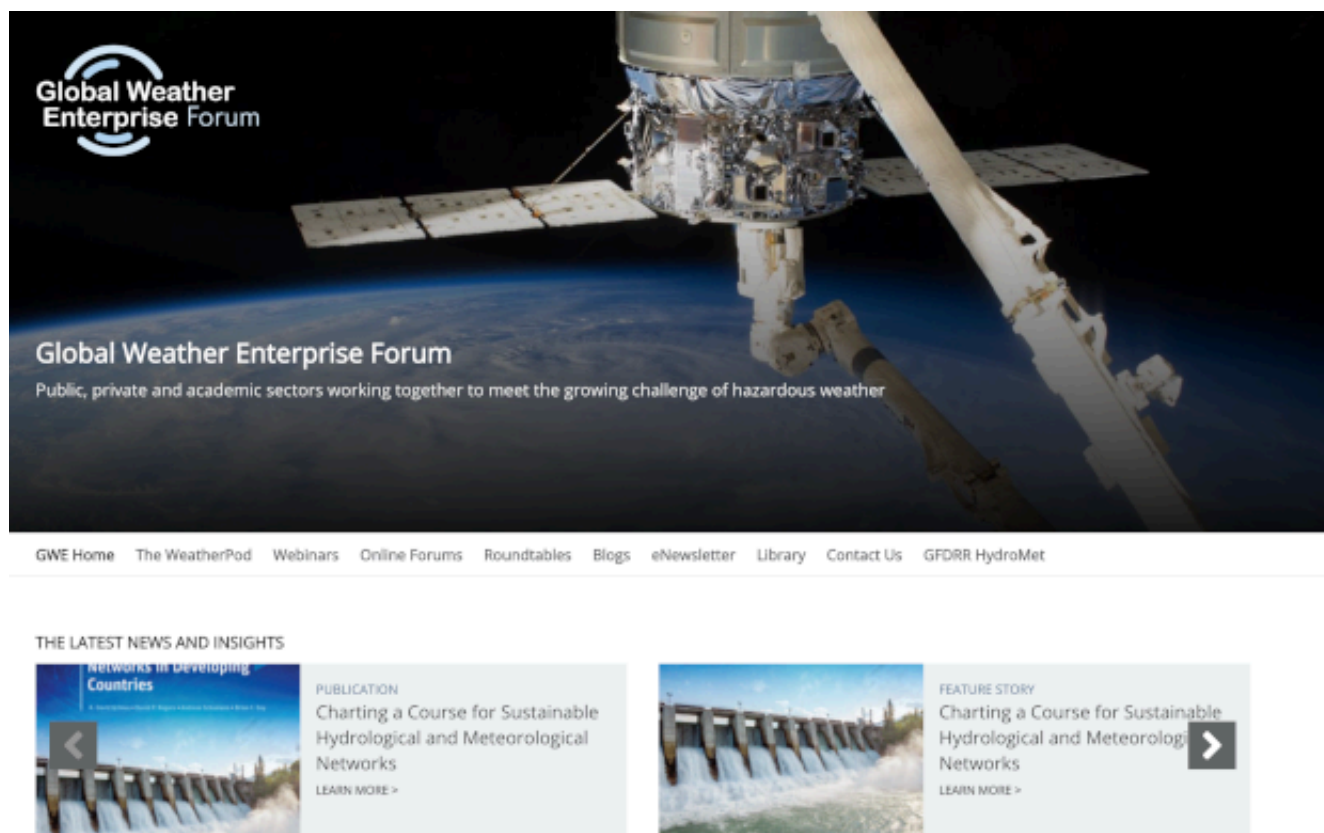 Global Weather
Enterprise Forum
Global Weather Enterprise Forum
Public, private and academic sectors working together to meet the growing challenge of hazardous weather
GWE Home The WeatherPod Webinars Online Forums Roundtables Blogs eNewsletter Library Contact Us GFDRR HydroMet
THE LATEST NEWS AND INSIGHTS
Networks in Developing
Countries
PUBLICATION
Charting a Course for Sustainable
Hydrological and Meteorological
Networks
LEARN MORE >
FEATURE STORY
Charting a Course for Sustainable
Hydrological and Meteorologi
Networks
LEARN MORE >